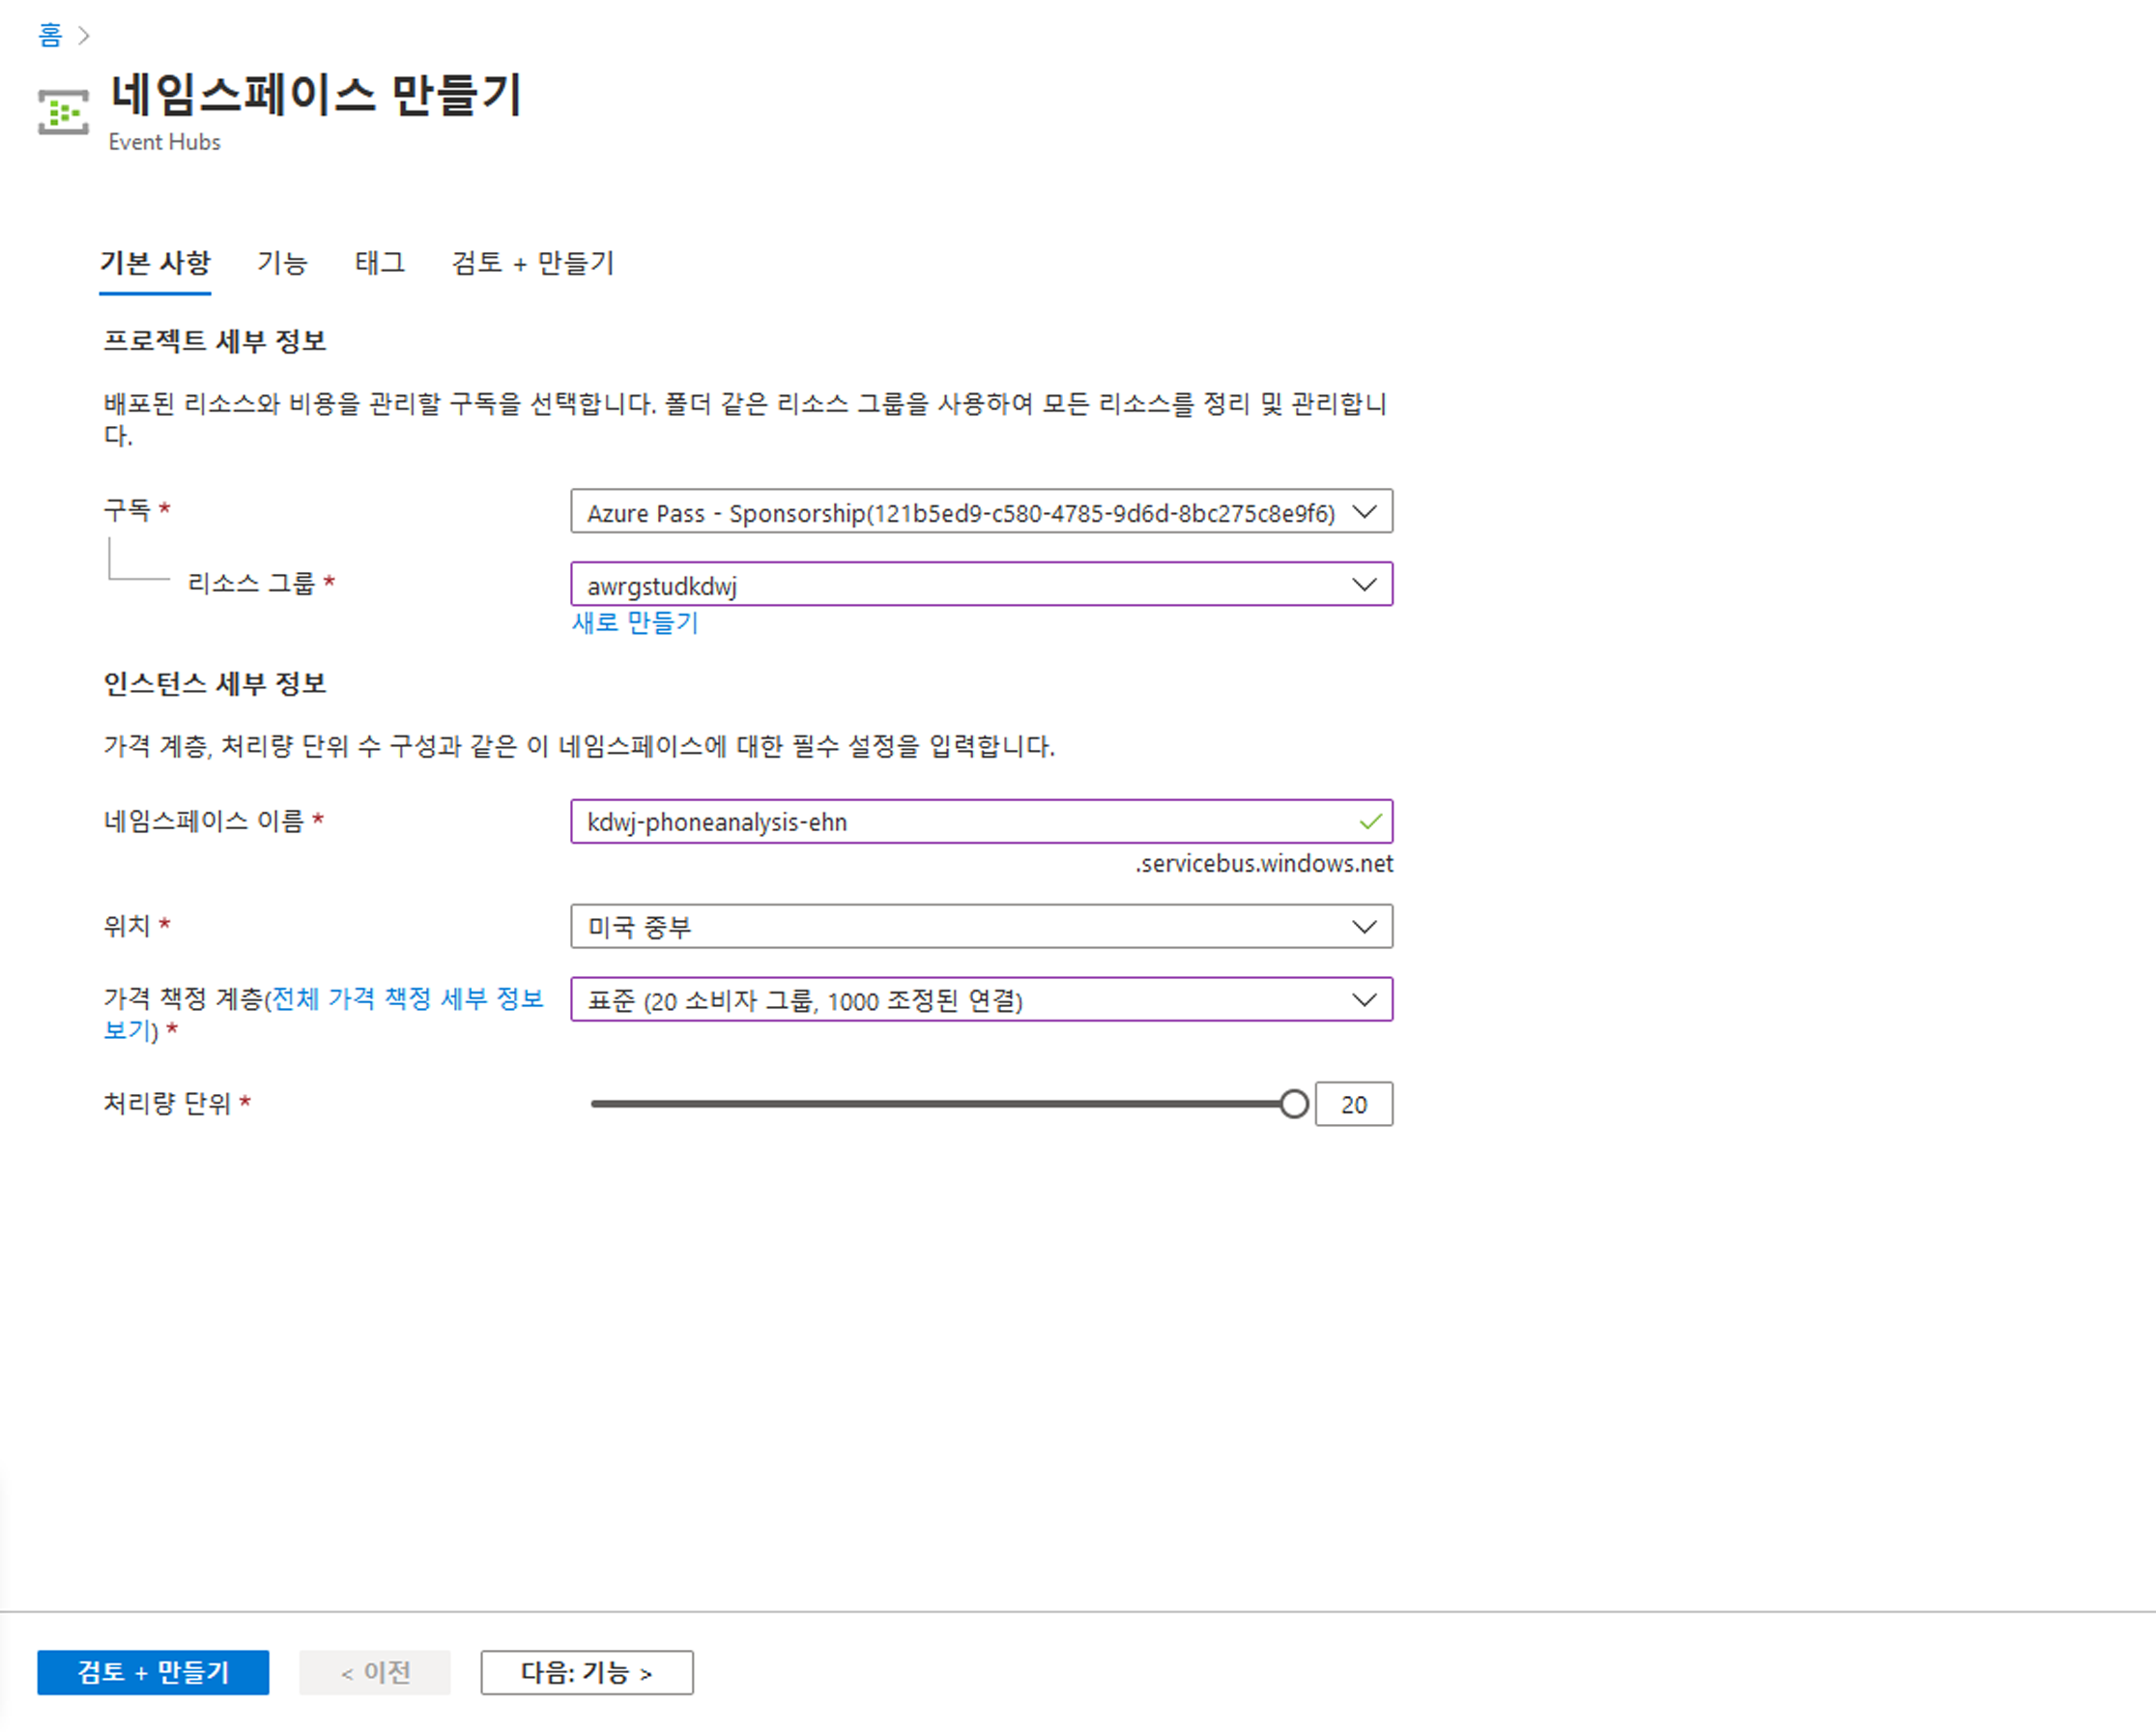 홈 >
네임스페이스 만들기
Event Hubs
기본 사항 기능 태그 검토 + 만들기
프로젝트 세부 정보
배포된 리소스와 비용을 관리할 구독을 선택합니다. 폴더 같은 리소스 그룹을 사용하여 모든 리소스를 정리 및 관리합니
다.
구독 * Azure Pass - Sponsorship(121b5ed9-c580-4785-9d6d-8bc275c8e9f6)
리소스 그룹 * awrgstudkdwj
새로 만들기
인스턴스 세부 정보
가격 계층, 처리량 단위 수 구성과 같은 이 네임스페이스에 대한 필수 설정을 입력합니다.
네임스페이스 이름 * kdwj-phoneanalysis-ehn
.servicebus.windows.net
위치 * 미국 중부
가격 책정 계층(전체 가격 책정 세부 정보 표준 (20 소비자 그룹, 1000 조정된 연결)
보기) *
처리량 단위 * 20
검토 + 만들기 < 이전 다음: 기능 >